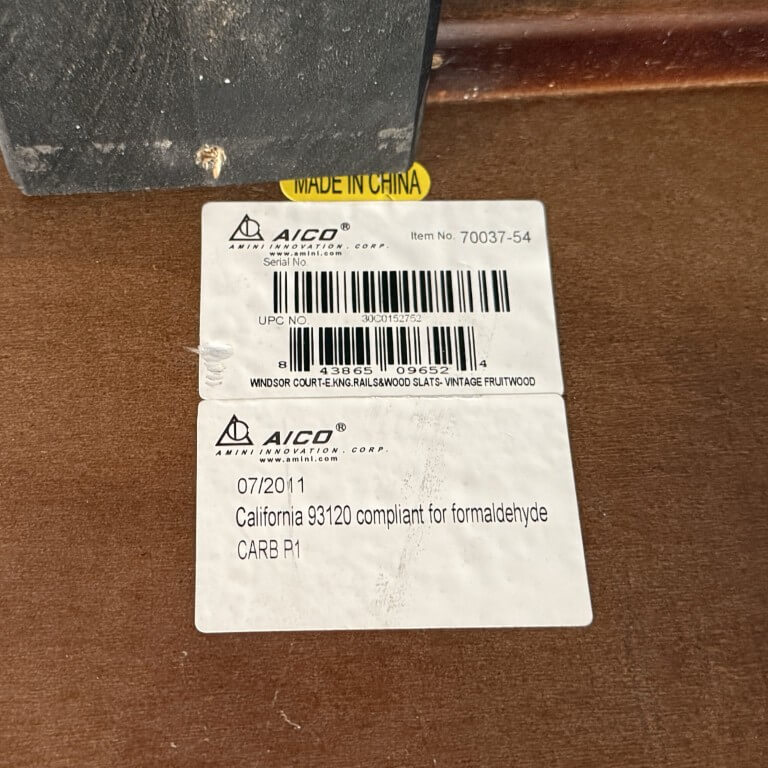 MADE IN CHINA
AICO®
AMINI INNOVATION. CORP.
www.amini.com
Item No. 70037-54
Serial No.
30C0152752
UPC NO.
8 43865 09652 4
WINDSOR COURT-E.KNG.RAILS&WOOD SLATS- VINTAGE FRUITWOOD
AICO®
AMINI INNOVATION. CORP.
www.amini.com
07/2011
California 93120 compliant for formaldehyde
CARB P1